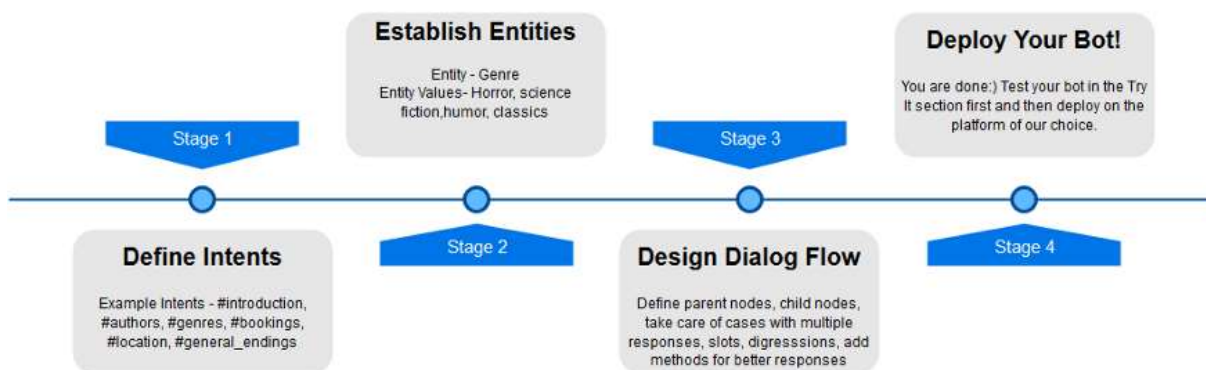 Stage 1
Define Intents
Example Intents - #introduction,
#authors, #genres, #bookings,
#location, #general_endings
Establish Entities
Entity - Genre
Entity Values- Horror, science
fiction,humor, classics
Stage 2
Stage 3
Design Dialog Flow
Define parent nodes, child nodes,
take care of cases with multiple
responses, slots, digresssions, add
methods for better responses
Deploy Your Bot!
You are done:) Test your bot in the Try
It section first and then deploy on the
platform of our choice.
Stage 4